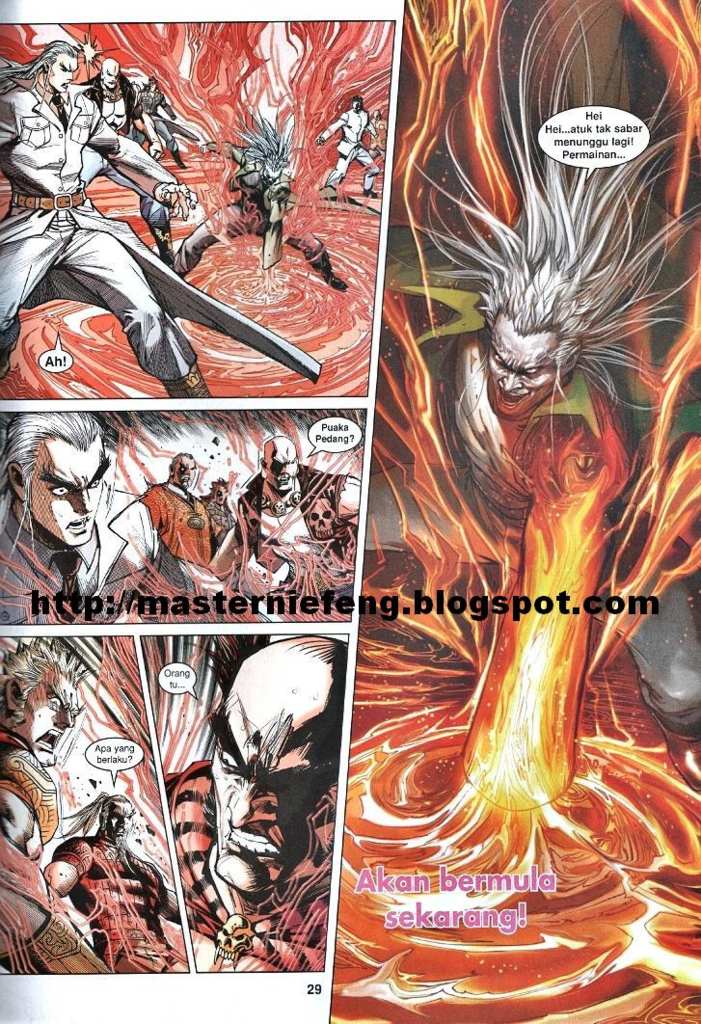 Ah!
Puaka
Pedang?
Apa yang
berlaku?
Orang
tu...
Hei
Hei...atuk tak sabar
menunggu lagi!
Permainan...
Akan bermula
sekarang!
http://masterniefeng.blogspot.com
29